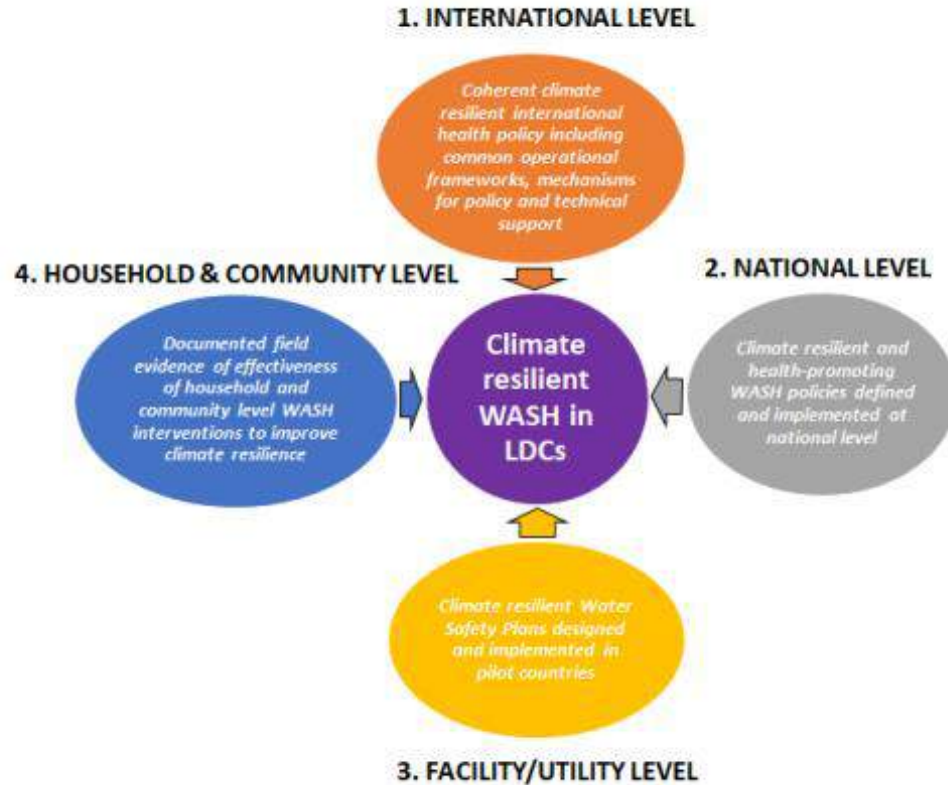 1. INTERNATIONAL LEVEL
Coherent climate
resilient international
health policy including
common operational
frameworks, mechanisms
for policy and technical
support
4. HOUSEHOLD & COMMUNITY LEVEL
Documented field
evidence of effectiveness
of household and
community level WASH
interventions to improve
climate resilience
Climate
resilient
WASH in
LDCs
2. NATIONAL LEVEL
Climate resilient and
health-promoting
WASH policies defined
and implemented at
national level
Climate resilient Water
Safety Plans designed
and implemented in
pilot countries
3. FACILITY/UTILITY LEVEL